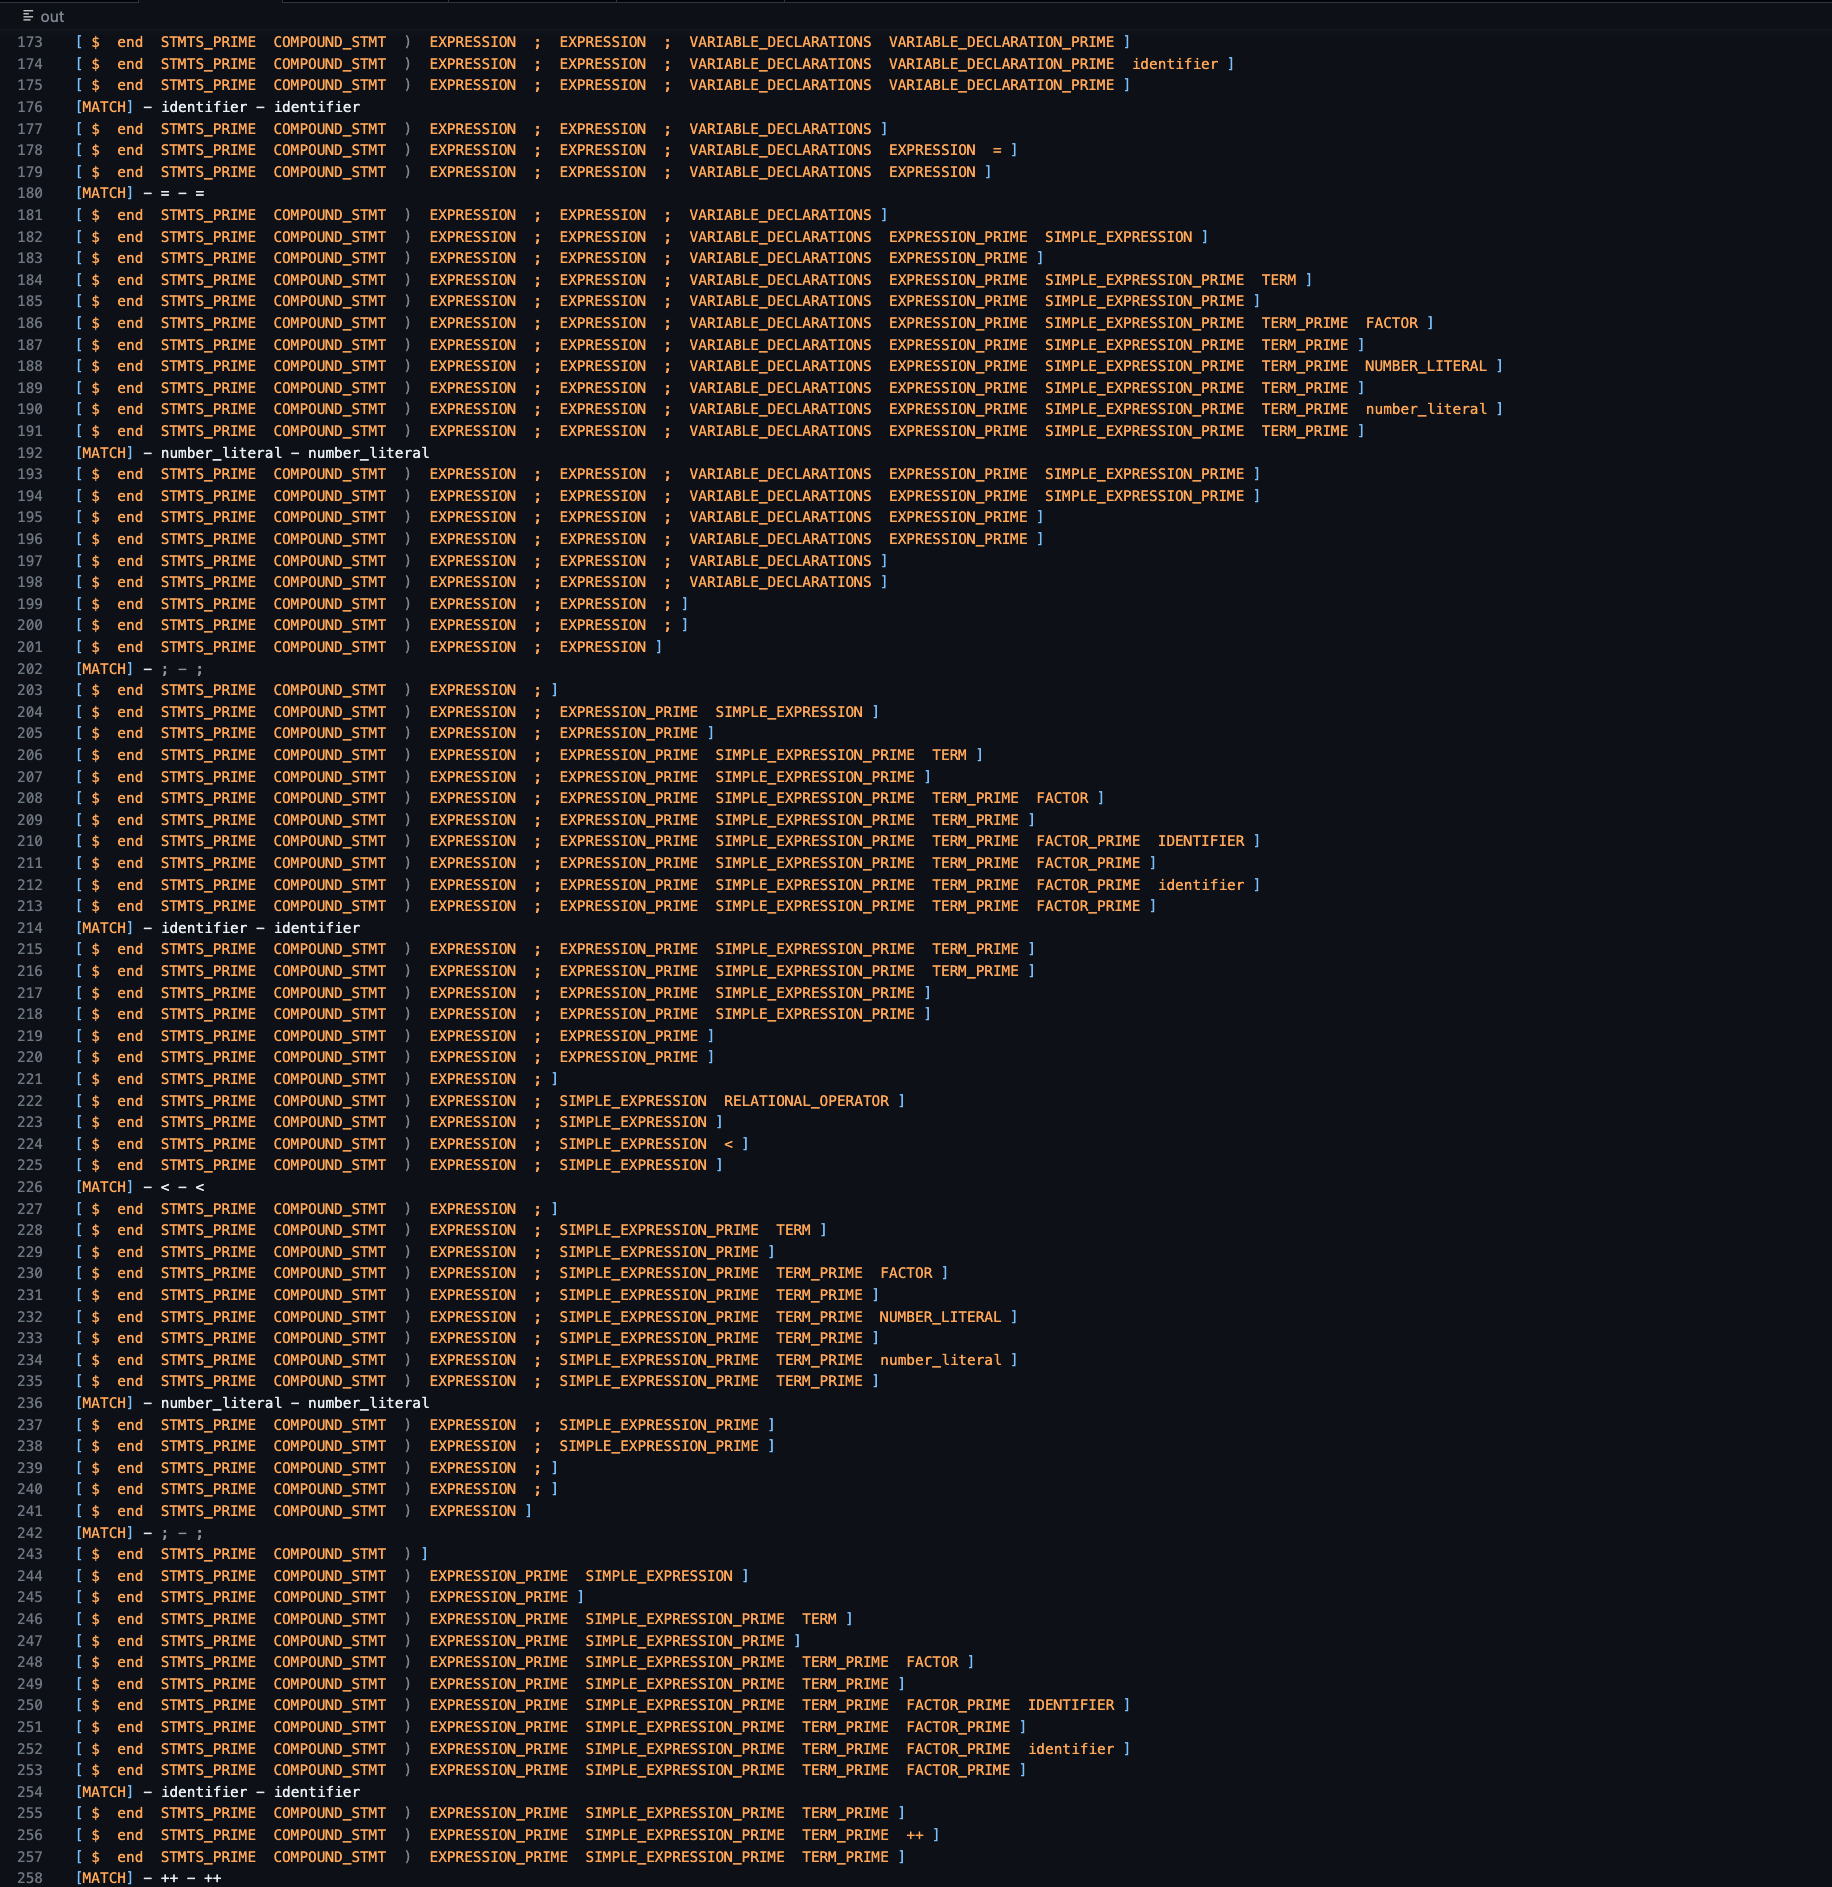 out
173 [ $ end STMTS_PRIME COMPOUND_STMT ) EXPRESSION ; EXPRESSION ; VARIABLE_DECLARATIONS VARIABLE_DECLARATION_PRIME ]
174 [ $ end STMTS_PRIME COMPOUND_STMT ) EXPRESSION ; EXPRESSION ; VARIABLE_DECLARATIONS VARIABLE_DECLARATION_PRIME identifier ]
175 [ $ end STMTS_PRIME COMPOUND_STMT ) EXPRESSION ; EXPRESSION ; VARIABLE_DECLARATIONS VARIABLE_DECLARATION_PRIME ]
176 [MATCH] - identifier - identifier
177 [ $ end STMTS_PRIME COMPOUND_STMT ) EXPRESSION ; EXPRESSION ; VARIABLE_DECLARATIONS ]
178 [ $ end STMTS_PRIME COMPOUND_STMT ) EXPRESSION ; EXPRESSION ; VARIABLE_DECLARATIONS EXPRESSION = ]
179 [ $ end STMTS_PRIME COMPOUND_STMT ) EXPRESSION ; EXPRESSION ; VARIABLE_DECLARATIONS EXPRESSION ]
180 [MATCH] - = - =
181 [ $ end STMTS_PRIME COMPOUND_STMT ) EXPRESSION ; EXPRESSION ; VARIABLE_DECLARATIONS ]
182 [ $ end STMTS_PRIME COMPOUND_STMT ) EXPRESSION ; EXPRESSION ; VARIABLE_DECLARATIONS EXPRESSION_PRIME SIMPLE_EXPRESSION ]
183 [ $ end STMTS_PRIME COMPOUND_STMT ) EXPRESSION ; EXPRESSION ; VARIABLE_DECLARATIONS EXPRESSION_PRIME ]
184 [ $ end STMTS_PRIME COMPOUND_STMT ) EXPRESSION ; EXPRESSION ; VARIABLE_DECLARATIONS EXPRESSION_PRIME SIMPLE_EXPRESSION_PRIME TERM ]
185 [ $ end STMTS_PRIME COMPOUND_STMT ) EXPRESSION ; EXPRESSION ; VARIABLE_DECLARATIONS EXPRESSION_PRIME SIMPLE_EXPRESSION_PRIME ]
186 [ $ end STMTS_PRIME COMPOUND_STMT ) EXPRESSION ; EXPRESSION ; VARIABLE_DECLARATIONS EXPRESSION_PRIME SIMPLE_EXPRESSION_PRIME TERM_PRIME FACTOR ]
187 [ $ end STMTS_PRIME COMPOUND_STMT ) EXPRESSION ; EXPRESSION ; VARIABLE_DECLARATIONS EXPRESSION_PRIME SIMPLE_EXPRESSION_PRIME TERM_PRIME ]
188 [ $ end STMTS_PRIME COMPOUND_STMT ) EXPRESSION ; EXPRESSION ; VARIABLE_DECLARATIONS EXPRESSION_PRIME SIMPLE_EXPRESSION_PRIME TERM_PRIME NUMBER_LITERAL ]
189 [ $ end STMTS_PRIME COMPOUND_STMT ) EXPRESSION ; EXPRESSION ; VARIABLE_DECLARATIONS EXPRESSION_PRIME SIMPLE_EXPRESSION_PRIME TERM_PRIME ]
190 [ $ end STMTS_PRIME COMPOUND_STMT ) EXPRESSION ; EXPRESSION ; VARIABLE_DECLARATIONS EXPRESSION_PRIME SIMPLE_EXPRESSION_PRIME TERM_PRIME number_literal ]
191 [ $ end STMTS_PRIME COMPOUND_STMT ) EXPRESSION ; EXPRESSION ; VARIABLE_DECLARATIONS EXPRESSION_PRIME SIMPLE_EXPRESSION_PRIME TERM_PRIME ]
192 [MATCH] - number_literal - number_literal
193 [ $ end STMTS_PRIME COMPOUND_STMT ) EXPRESSION ; EXPRESSION ; VARIABLE_DECLARATIONS EXPRESSION_PRIME SIMPLE_EXPRESSION_PRIME ]
194 [ $ end STMTS_PRIME COMPOUND_STMT ) EXPRESSION ; EXPRESSION ; VARIABLE_DECLARATIONS EXPRESSION_PRIME SIMPLE_EXPRESSION_PRIME ]
195 [ $ end STMTS_PRIME COMPOUND_STMT ) EXPRESSION ; EXPRESSION ; VARIABLE_DECLARATIONS EXPRESSION_PRIME ]
196 [ $ end STMTS_PRIME COMPOUND_STMT ) EXPRESSION ; EXPRESSION ; VARIABLE_DECLARATIONS EXPRESSION_PRIME ]
197 [ $ end STMTS_PRIME COMPOUND_STMT ) EXPRESSION ; EXPRESSION ; VARIABLE_DECLARATIONS ]
198 [ $ end STMTS_PRIME COMPOUND_STMT ) EXPRESSION ; EXPRESSION ; VARIABLE_DECLARATIONS ]
199 [ $ end STMTS_PRIME COMPOUND_STMT ) EXPRESSION ; EXPRESSION ; ]
200 [ $ end STMTS_PRIME COMPOUND_STMT ) EXPRESSION ; EXPRESSION ; ]
201 [ $ end STMTS_PRIME COMPOUND_STMT ) EXPRESSION ; EXPRESSION ]
202 [MATCH] - ; - ;
203 [ $ end STMTS_PRIME COMPOUND_STMT ) EXPRESSION ; ]
204 [ $ end STMTS_PRIME COMPOUND_STMT ) EXPRESSION ; EXPRESSION_PRIME SIMPLE_EXPRESSION ]
205 [ $ end STMTS_PRIME COMPOUND_STMT ) EXPRESSION ; EXPRESSION_PRIME ]
206 [ $ end STMTS_PRIME COMPOUND_STMT ) EXPRESSION ; EXPRESSION_PRIME SIMPLE_EXPRESSION_PRIME TERM ]
207 [ $ end STMTS_PRIME COMPOUND_STMT ) EXPRESSION ; EXPRESSION_PRIME SIMPLE_EXPRESSION_PRIME ]
208 [ $ end STMTS_PRIME COMPOUND_STMT ) EXPRESSION ; EXPRESSION_PRIME SIMPLE_EXPRESSION_PRIME TERM_PRIME FACTOR ]
209 [ $ end STMTS_PRIME COMPOUND_STMT ) EXPRESSION ; EXPRESSION_PRIME SIMPLE_EXPRESSION_PRIME TERM_PRIME ]
210 [ $ end STMTS_PRIME COMPOUND_STMT ) EXPRESSION ; EXPRESSION_PRIME SIMPLE_EXPRESSION_PRIME TERM_PRIME FACTOR_PRIME IDENTIFIER ]
211 [ $ end STMTS_PRIME COMPOUND_STMT ) EXPRESSION ; EXPRESSION_PRIME SIMPLE_EXPRESSION_PRIME TERM_PRIME FACTOR_PRIME ]
212 [ $ end STMTS_PRIME COMPOUND_STMT ) EXPRESSION ; EXPRESSION_PRIME SIMPLE_EXPRESSION_PRIME TERM_PRIME FACTOR_PRIME identifier ]
213 [ $ end STMTS_PRIME COMPOUND_STMT ) EXPRESSION ; EXPRESSION_PRIME SIMPLE_EXPRESSION_PRIME TERM_PRIME FACTOR_PRIME ]
214 [MATCH] - identifier - identifier
215 [ $ end STMTS_PRIME COMPOUND_STMT ) EXPRESSION ; EXPRESSION_PRIME SIMPLE_EXPRESSION_PRIME TERM_PRIME ]
216 [ $ end STMTS_PRIME COMPOUND_STMT ) EXPRESSION ; EXPRESSION_PRIME SIMPLE_EXPRESSION_PRIME TERM_PRIME ]
217 [ $ end STMTS_PRIME COMPOUND_STMT ) EXPRESSION ; EXPRESSION_PRIME SIMPLE_EXPRESSION_PRIME ]
218 [ $ end STMTS_PRIME COMPOUND_STMT ) EXPRESSION ; EXPRESSION_PRIME SIMPLE_EXPRESSION_PRIME ]
219 [ $ end STMTS_PRIME COMPOUND_STMT ) EXPRESSION ; EXPRESSION_PRIME ]
220 [ $ end STMTS_PRIME COMPOUND_STMT ) EXPRESSION ; EXPRESSION_PRIME ]
221 [ $ end STMTS_PRIME COMPOUND_STMT ) EXPRESSION ; ]
222 [ $ end STMTS_PRIME COMPOUND_STMT ) EXPRESSION ; SIMPLE_EXPRESSION RELATIONAL_OPERATOR ]
223 [ $ end STMTS_PRIME COMPOUND_STMT ) EXPRESSION ; SIMPLE_EXPRESSION ]
224 [ $ end STMTS_PRIME COMPOUND_STMT ) EXPRESSION ; SIMPLE_EXPRESSION < ]
225 [ $ end STMTS_PRIME COMPOUND_STMT ) EXPRESSION ; SIMPLE_EXPRESSION ]
226 [MATCH] - < - <
227 [ $ end STMTS_PRIME COMPOUND_STMT ) EXPRESSION ; ]
228 [ $ end STMTS_PRIME COMPOUND_STMT ) EXPRESSION ; SIMPLE_EXPRESSION_PRIME TERM ]
229 [ $ end STMTS_PRIME COMPOUND_STMT ) EXPRESSION ; SIMPLE_EXPRESSION_PRIME ]
230 [ $ end STMTS_PRIME COMPOUND_STMT ) EXPRESSION ; SIMPLE_EXPRESSION_PRIME TERM_PRIME FACTOR ]
231 [ $ end STMTS_PRIME COMPOUND_STMT ) EXPRESSION ; SIMPLE_EXPRESSION_PRIME TERM_PRIME ]
232 [ $ end STMTS_PRIME COMPOUND_STMT ) EXPRESSION ; SIMPLE_EXPRESSION_PRIME TERM_PRIME NUMBER_LITERAL ]
233 [ $ end STMTS_PRIME COMPOUND_STMT ) EXPRESSION ; SIMPLE_EXPRESSION_PRIME TERM_PRIME ]
234 [ $ end STMTS_PRIME COMPOUND_STMT ) EXPRESSION ; SIMPLE_EXPRESSION_PRIME TERM_PRIME number_literal ]
235 [ $ end STMTS_PRIME COMPOUND_STMT ) EXPRESSION ; SIMPLE_EXPRESSION_PRIME TERM_PRIME ]
236 [MATCH] - number_literal - number_literal
237 [ $ end STMTS_PRIME COMPOUND_STMT ) EXPRESSION ; SIMPLE_EXPRESSION_PRIME ]
238 [ $ end STMTS_PRIME COMPOUND_STMT ) EXPRESSION ; SIMPLE_EXPRESSION_PRIME ]
239 [ $ end STMTS_PRIME COMPOUND_STMT ) EXPRESSION ; ]
240 [ $ end STMTS_PRIME COMPOUND_STMT ) EXPRESSION ; ]
241 [ $ end STMTS_PRIME COMPOUND_STMT ) EXPRESSION ]
242 [MATCH] - ; - ;
243 [ $ end STMTS_PRIME COMPOUND_STMT ) ]
244 [ $ end STMTS_PRIME COMPOUND_STMT ) EXPRESSION_PRIME SIMPLE_EXPRESSION ]
245 [ $ end STMTS_PRIME COMPOUND_STMT ) EXPRESSION_PRIME ]
246 [ $ end STMTS_PRIME COMPOUND_STMT ) EXPRESSION_PRIME SIMPLE_EXPRESSION_PRIME TERM ]
247 [ $ end STMTS_PRIME COMPOUND_STMT ) EXPRESSION_PRIME SIMPLE_EXPRESSION_PRIME ]
248 [ $ end STMTS_PRIME COMPOUND_STMT ) EXPRESSION_PRIME SIMPLE_EXPRESSION_PRIME TERM_PRIME FACTOR ]
249 [ $ end STMTS_PRIME COMPOUND_STMT ) EXPRESSION_PRIME SIMPLE_EXPRESSION_PRIME TERM_PRIME ]
250 [ $ end STMTS_PRIME COMPOUND_STMT ) EXPRESSION_PRIME SIMPLE_EXPRESSION_PRIME TERM_PRIME FACTOR_PRIME IDENTIFIER ]
251 [ $ end STMTS_PRIME COMPOUND_STMT ) EXPRESSION_PRIME SIMPLE_EXPRESSION_PRIME TERM_PRIME FACTOR_PRIME ]
252 [ $ end STMTS_PRIME COMPOUND_STMT ) EXPRESSION_PRIME SIMPLE_EXPRESSION_PRIME TERM_PRIME FACTOR_PRIME identifier ]
253 [ $ end STMTS_PRIME COMPOUND_STMT ) EXPRESSION_PRIME SIMPLE_EXPRESSION_PRIME TERM_PRIME FACTOR_PRIME ]
254 [MATCH] - identifier - identifier
255 [ $ end STMTS_PRIME COMPOUND_STMT ) EXPRESSION_PRIME SIMPLE_EXPRESSION_PRIME TERM_PRIME ]
256 [ $ end STMTS_PRIME COMPOUND_STMT ) EXPRESSION_PRIME SIMPLE_EXPRESSION_PRIME TERM_PRIME ++ ]
257 [ $ end STMTS_PRIME COMPOUND_STMT ) EXPRESSION_PRIME SIMPLE_EXPRESSION_PRIME TERM_PRIME ]
258 [MATCH] - ++ - ++